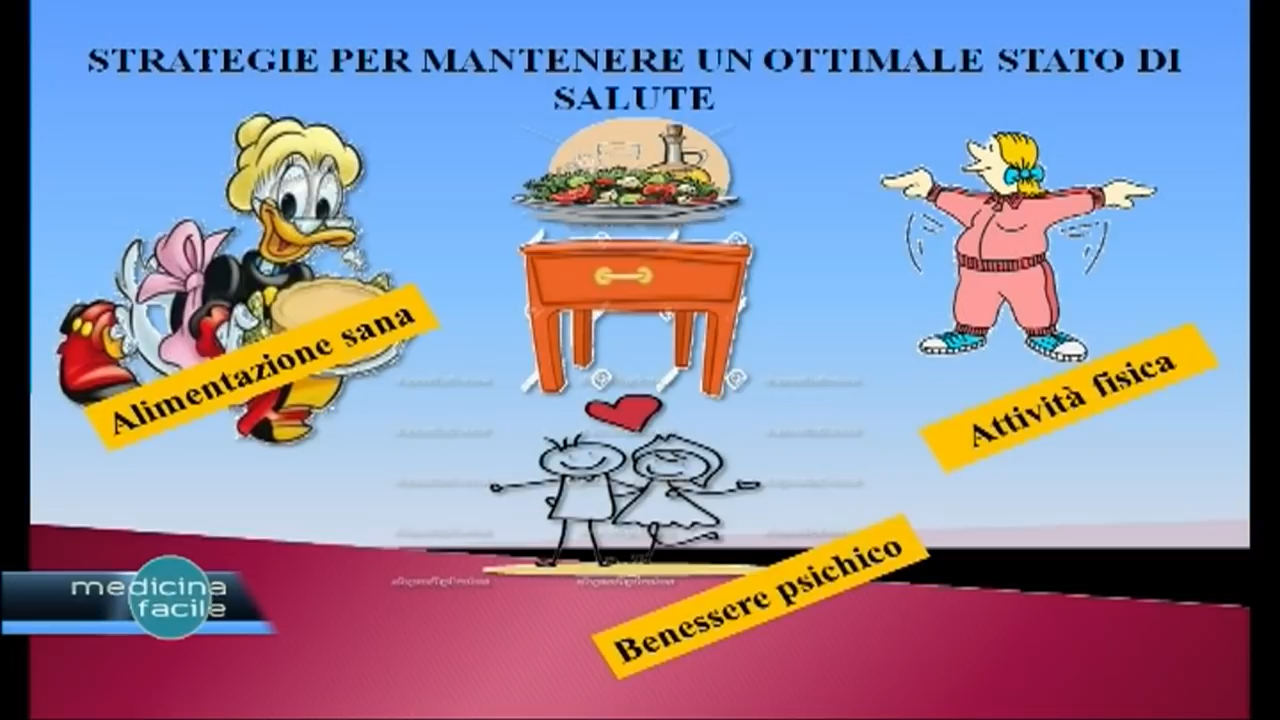 STRATEGIE PER MANTENERE UN OTTIMALE STATO DI
SALUTE
Alimentazione sana
Attività fisica
Benessere psichico
medicina
facile